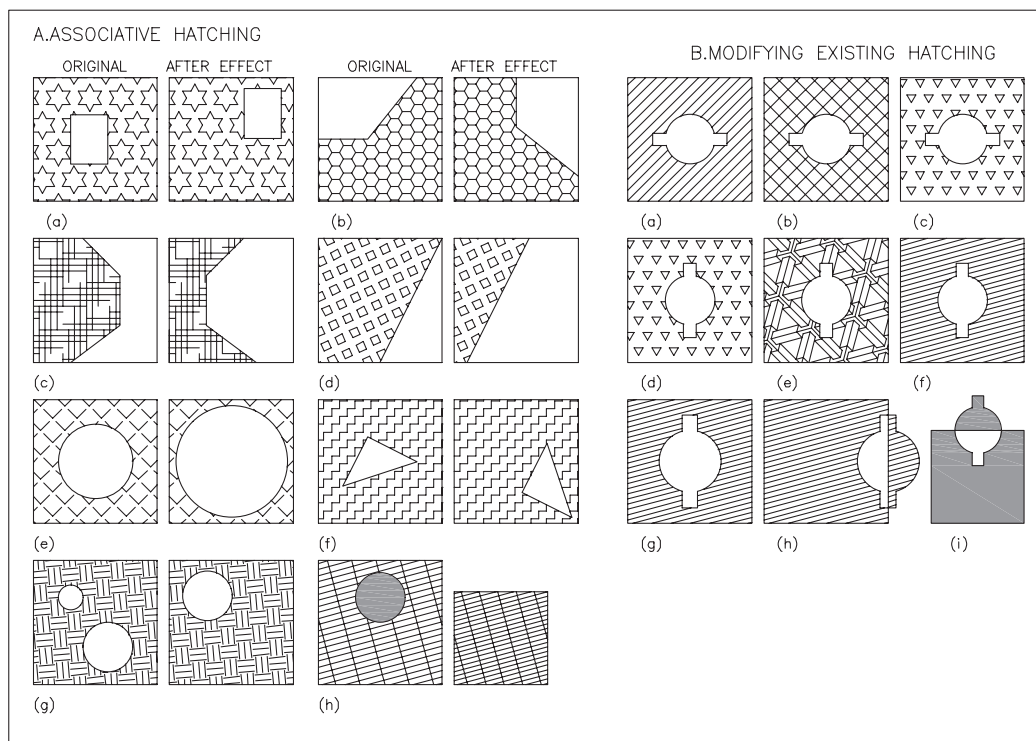 A.ASSOCIATIVE HATCHING
ORIGINAL AFTER EFFECT ORIGINAL AFTER EFFECT
(a) (b)
(c) (d)
(e) (f)
(g) (h)
B.MODIFYING EXISTING HATCHING
(a) (b) (c)
(d) (e) (f)
(g) (h) (i)